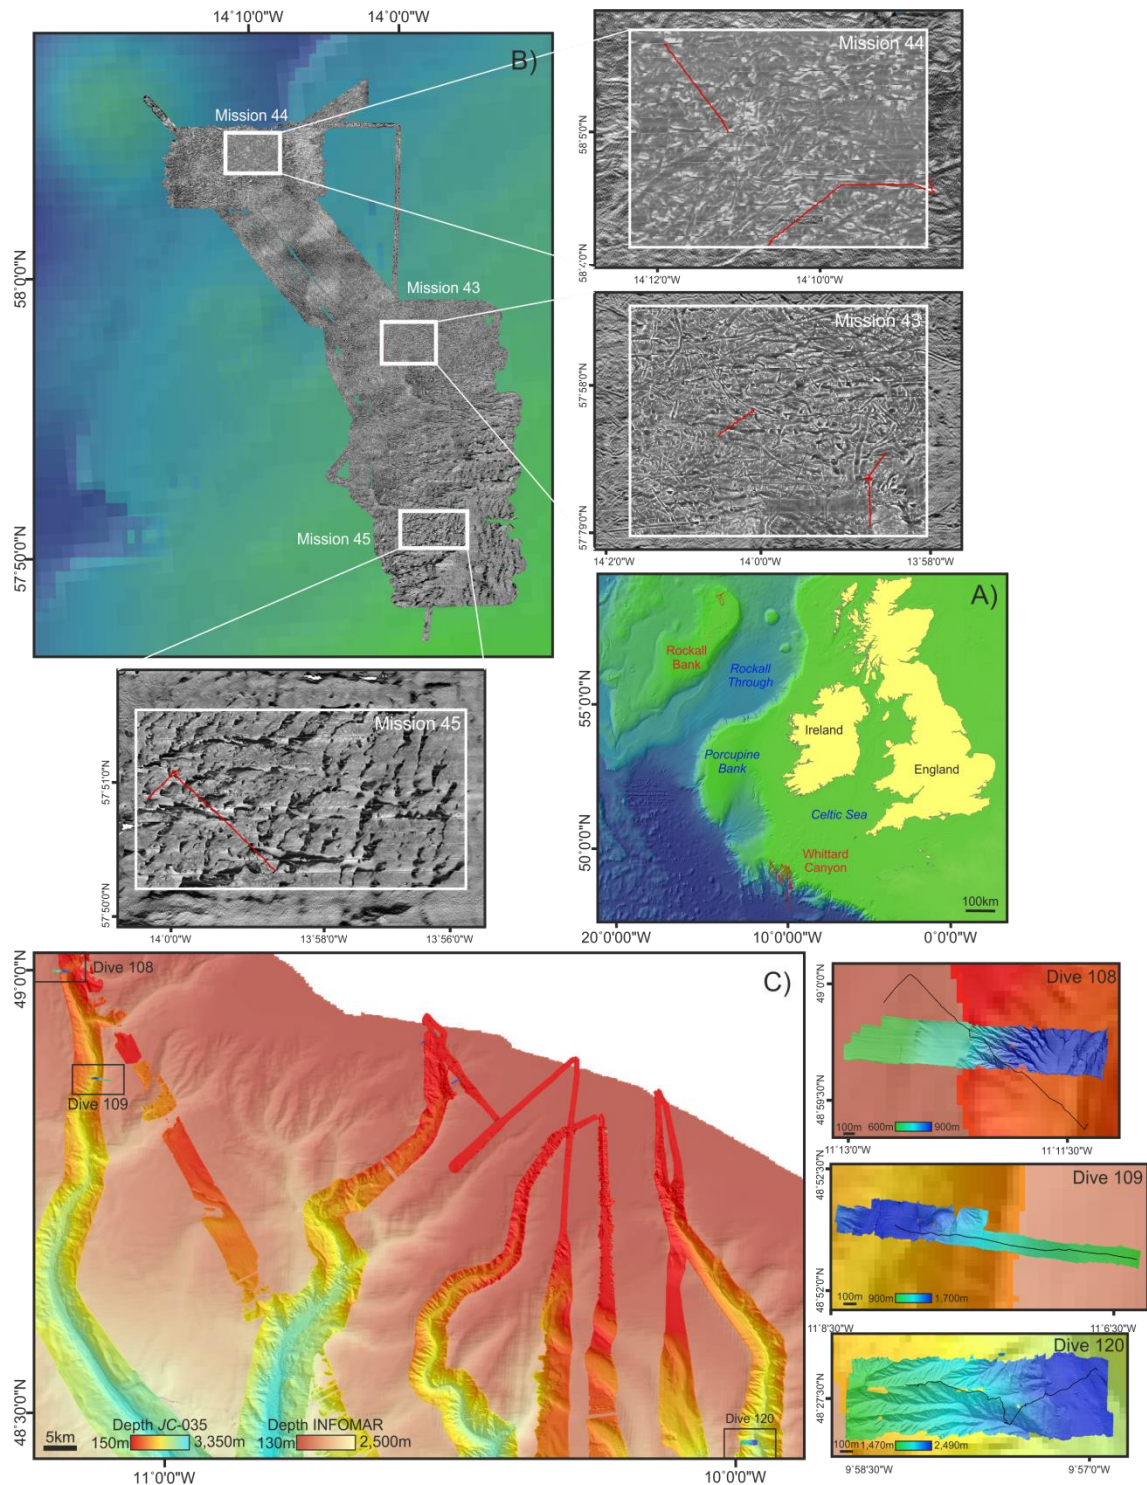 14°10'0"W
14°0'0"W
B)
Mission 44
58°0'0"N
Mission 43
57°50'0"N
Mission 45
Mission 44
58°5'0"N
58°4'0"N
14°12'0"W
14°10'0"W
Mission 43
57°58'0"N
57°79'0"N
14°2'0"W
14°0'0"W
13°58'0"W
Mission 45
57°51'0"N
57°50'0"N
14°0'0"W
13°58'0"W
13°56'0"W
A)
Rockall
Bank
Rockall
Through
55°0'0"N
Ireland
Porcupine
Bank
England
Celtic Sea
50°0'0"N
Whittard
Canyon
100km
20°0'0"W
10°0'0"W
0°0'0"W
C)
49°0'0"N
Dive 108
Dive 109
48°30'0"N
Depth JC-035
Depth INFOMAR
5km
150m
3,350m
130m
2,500m
Dive 120
11°0'0"W
10°0'0"W
Dive 108
49°0'0"N
48°59'30"N
100m
600m
900m
11°13'0"W
11°11'30"W
Dive 109
48°52'30"N
48°52'0"N
100m
900m
1,700m
11°8'30"W
11°6'30"W
Dive 120
48°27'30"N
100m
1,470m
2,490m
9°58'30"W
9°57'0"W